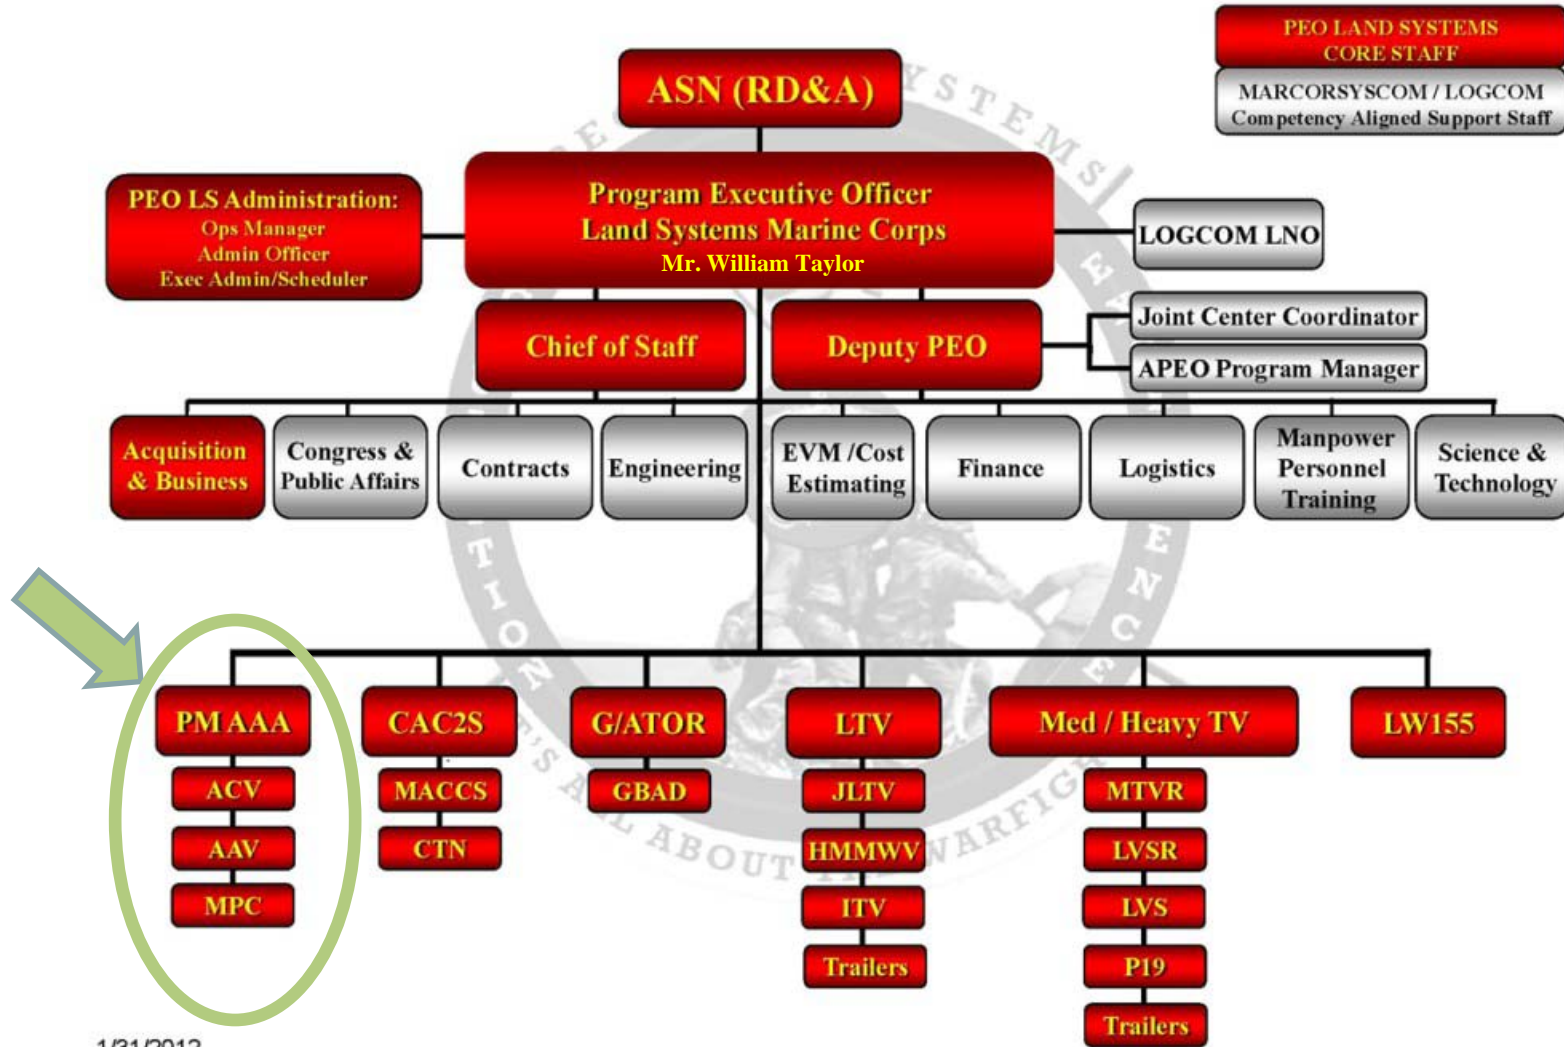 PEO LAND SYSTEMS
CORE STAFF
MARCORSYSCOM / LOGCOM
Competency Aligned Support Staff
ASN (RD&A)
PEO LS Administration:
Ops Manager
Admin Officer
Exec Admin/Scheduler
Program Executive Officer
Land Systems Marine Corps
Mr. William Taylor
LOGCOM LNO
Chief of Staff
Deputy PEO
Joint Center Coordinator
APEO Program Manager
Acquisition
& Business
Congress &
Public Affairs
Contracts
Engineering
EVM /Cost
Estimating
Finance
Logistics
Manpower
Personnel
Training
Science &
Technology
PM AAA
ACV
AAV
MPC
CAC2S
MACCS
CTN
G/ATOR
GBAD
LTV
JLTV
HMMWV
ITV
Trailers
Med / Heavy TV
MTVR
LVSR
LVS
P19
Trailers
LW155
1/31/2012